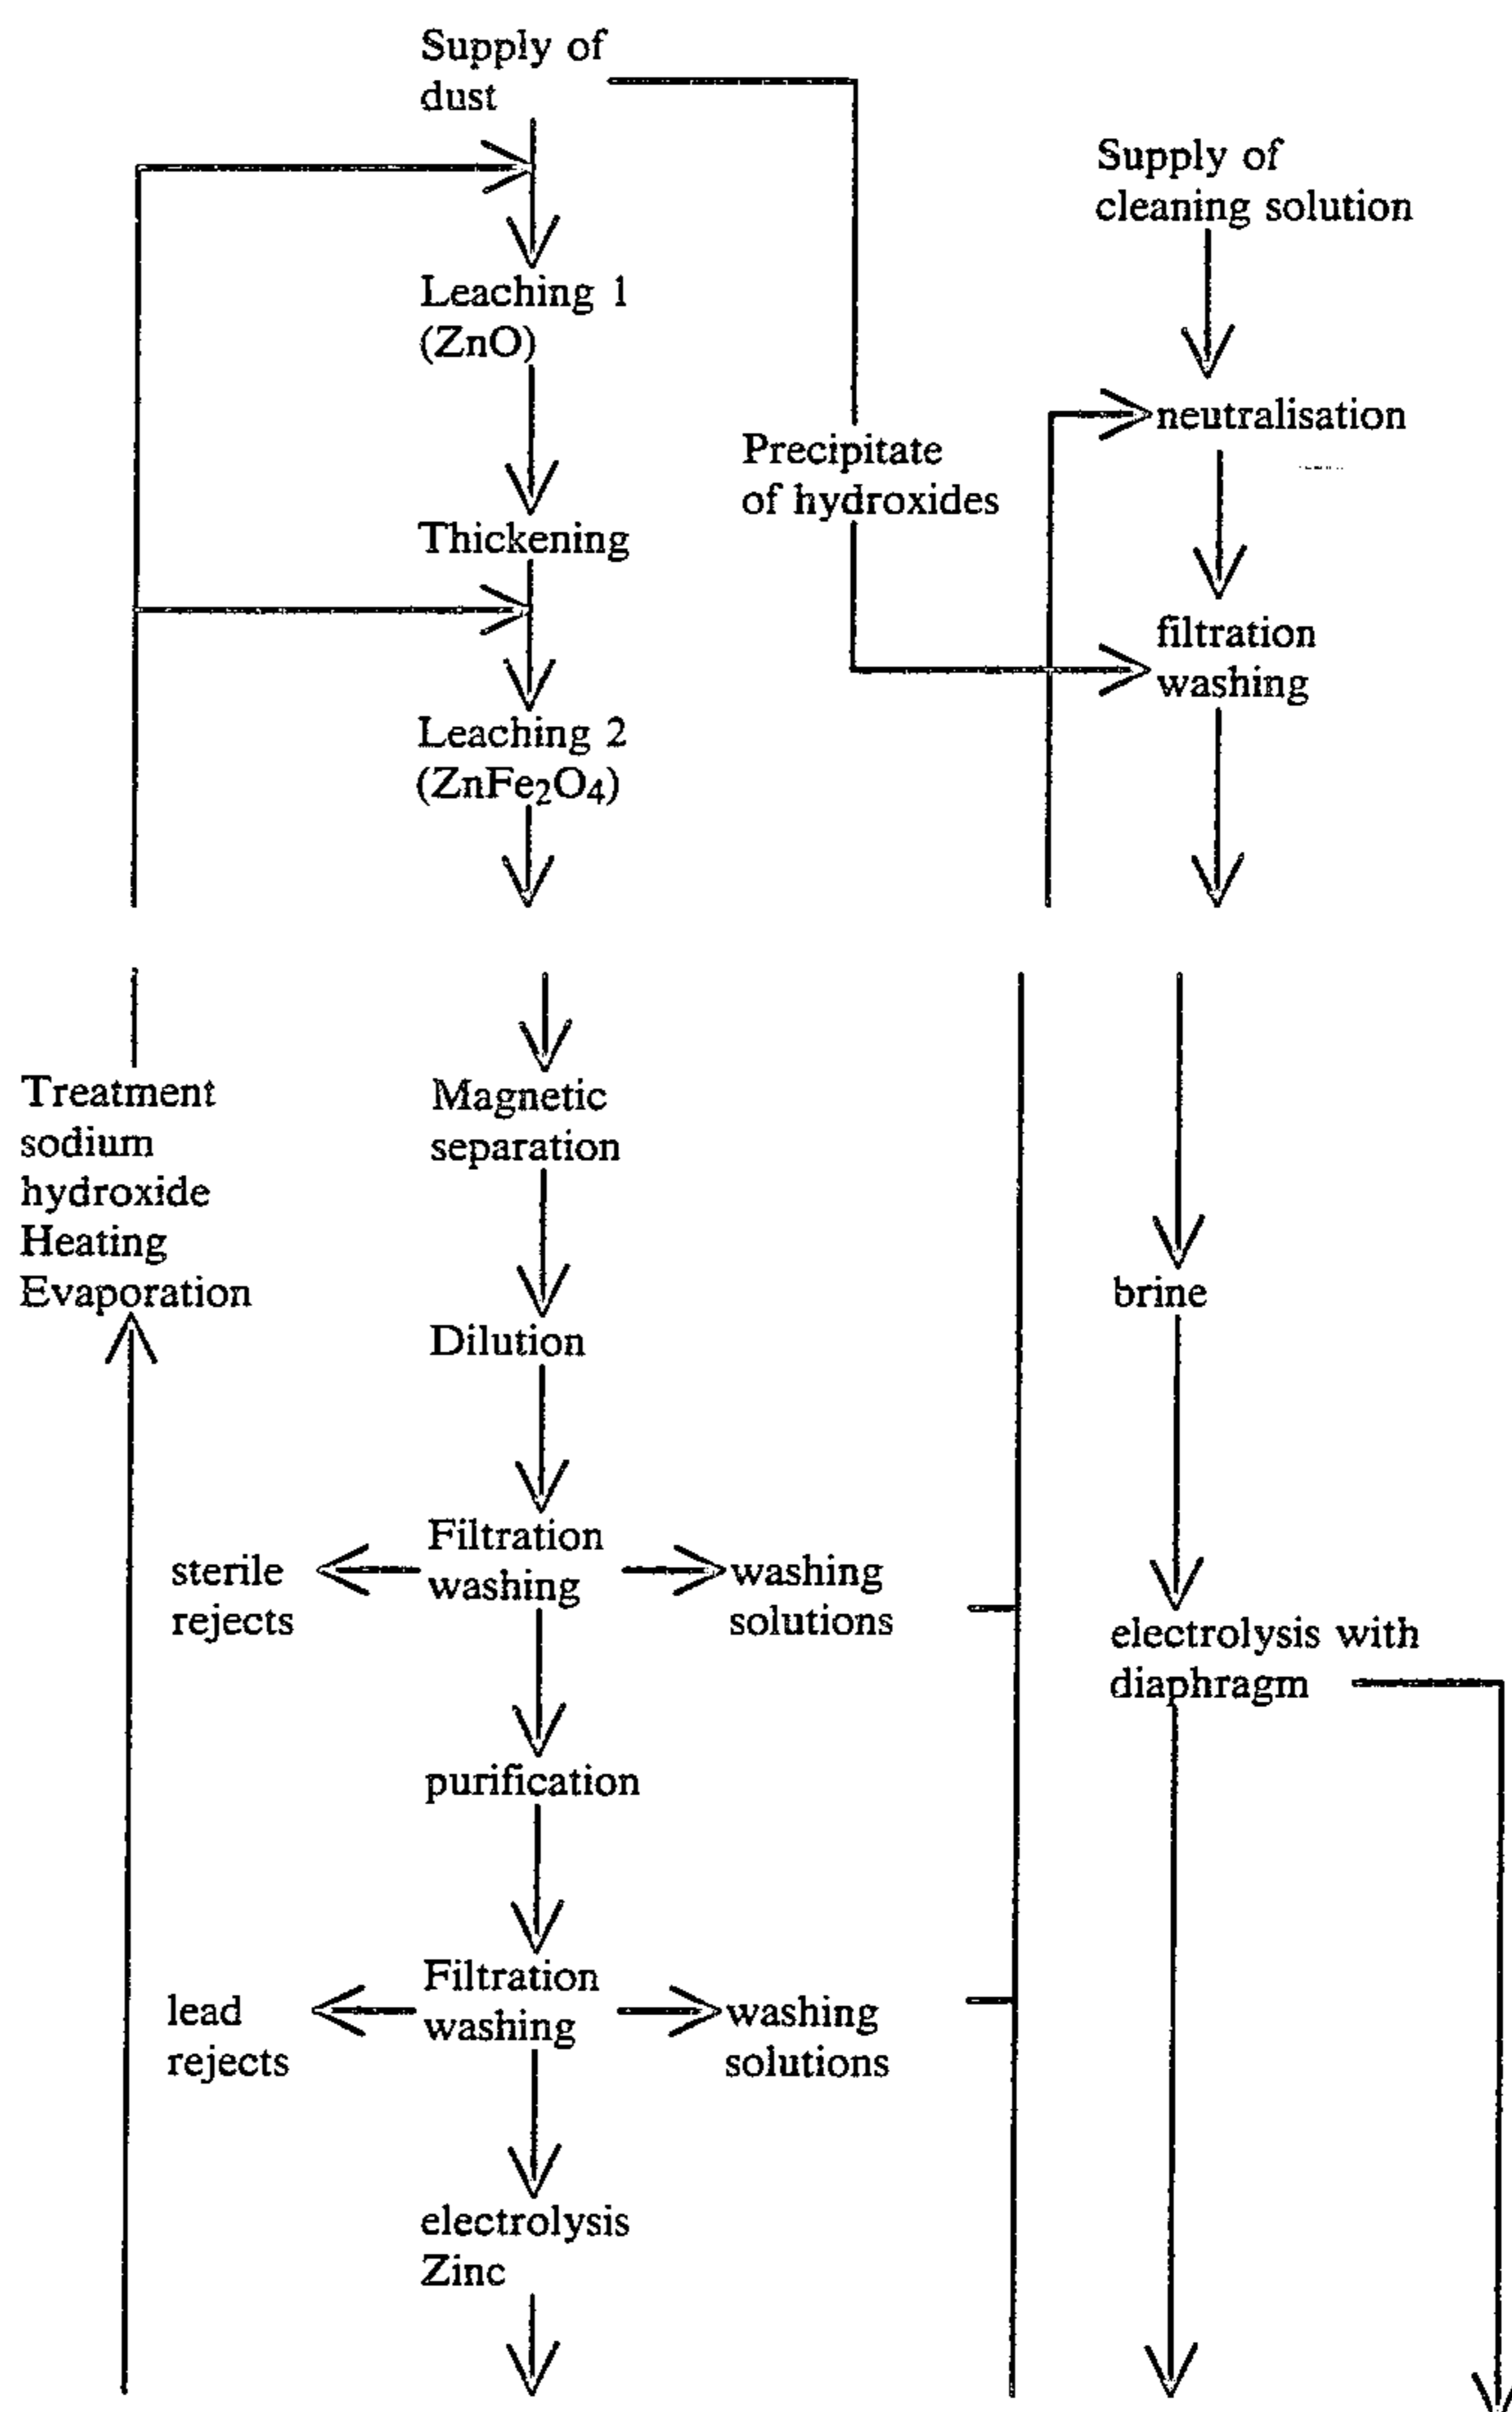 Supply of
dust
Supply of
cleaning solution
Leaching 1
(ZnO)
neutralisation
Precipitate
of hydroxides
Thickening
filtration
washing
Leaching 2
(ZnFe2O4)
Treatment
sodium
hydroxide
Heating
Evaporation
Magnetic
separation
brine
Dilution
Filtration
washing
sterile
rejects
washing
solutions
electrolysis with
diaphragm
purification
Filtration
washing
lead
rejects
washing
solutions
electrolysis
Zinc